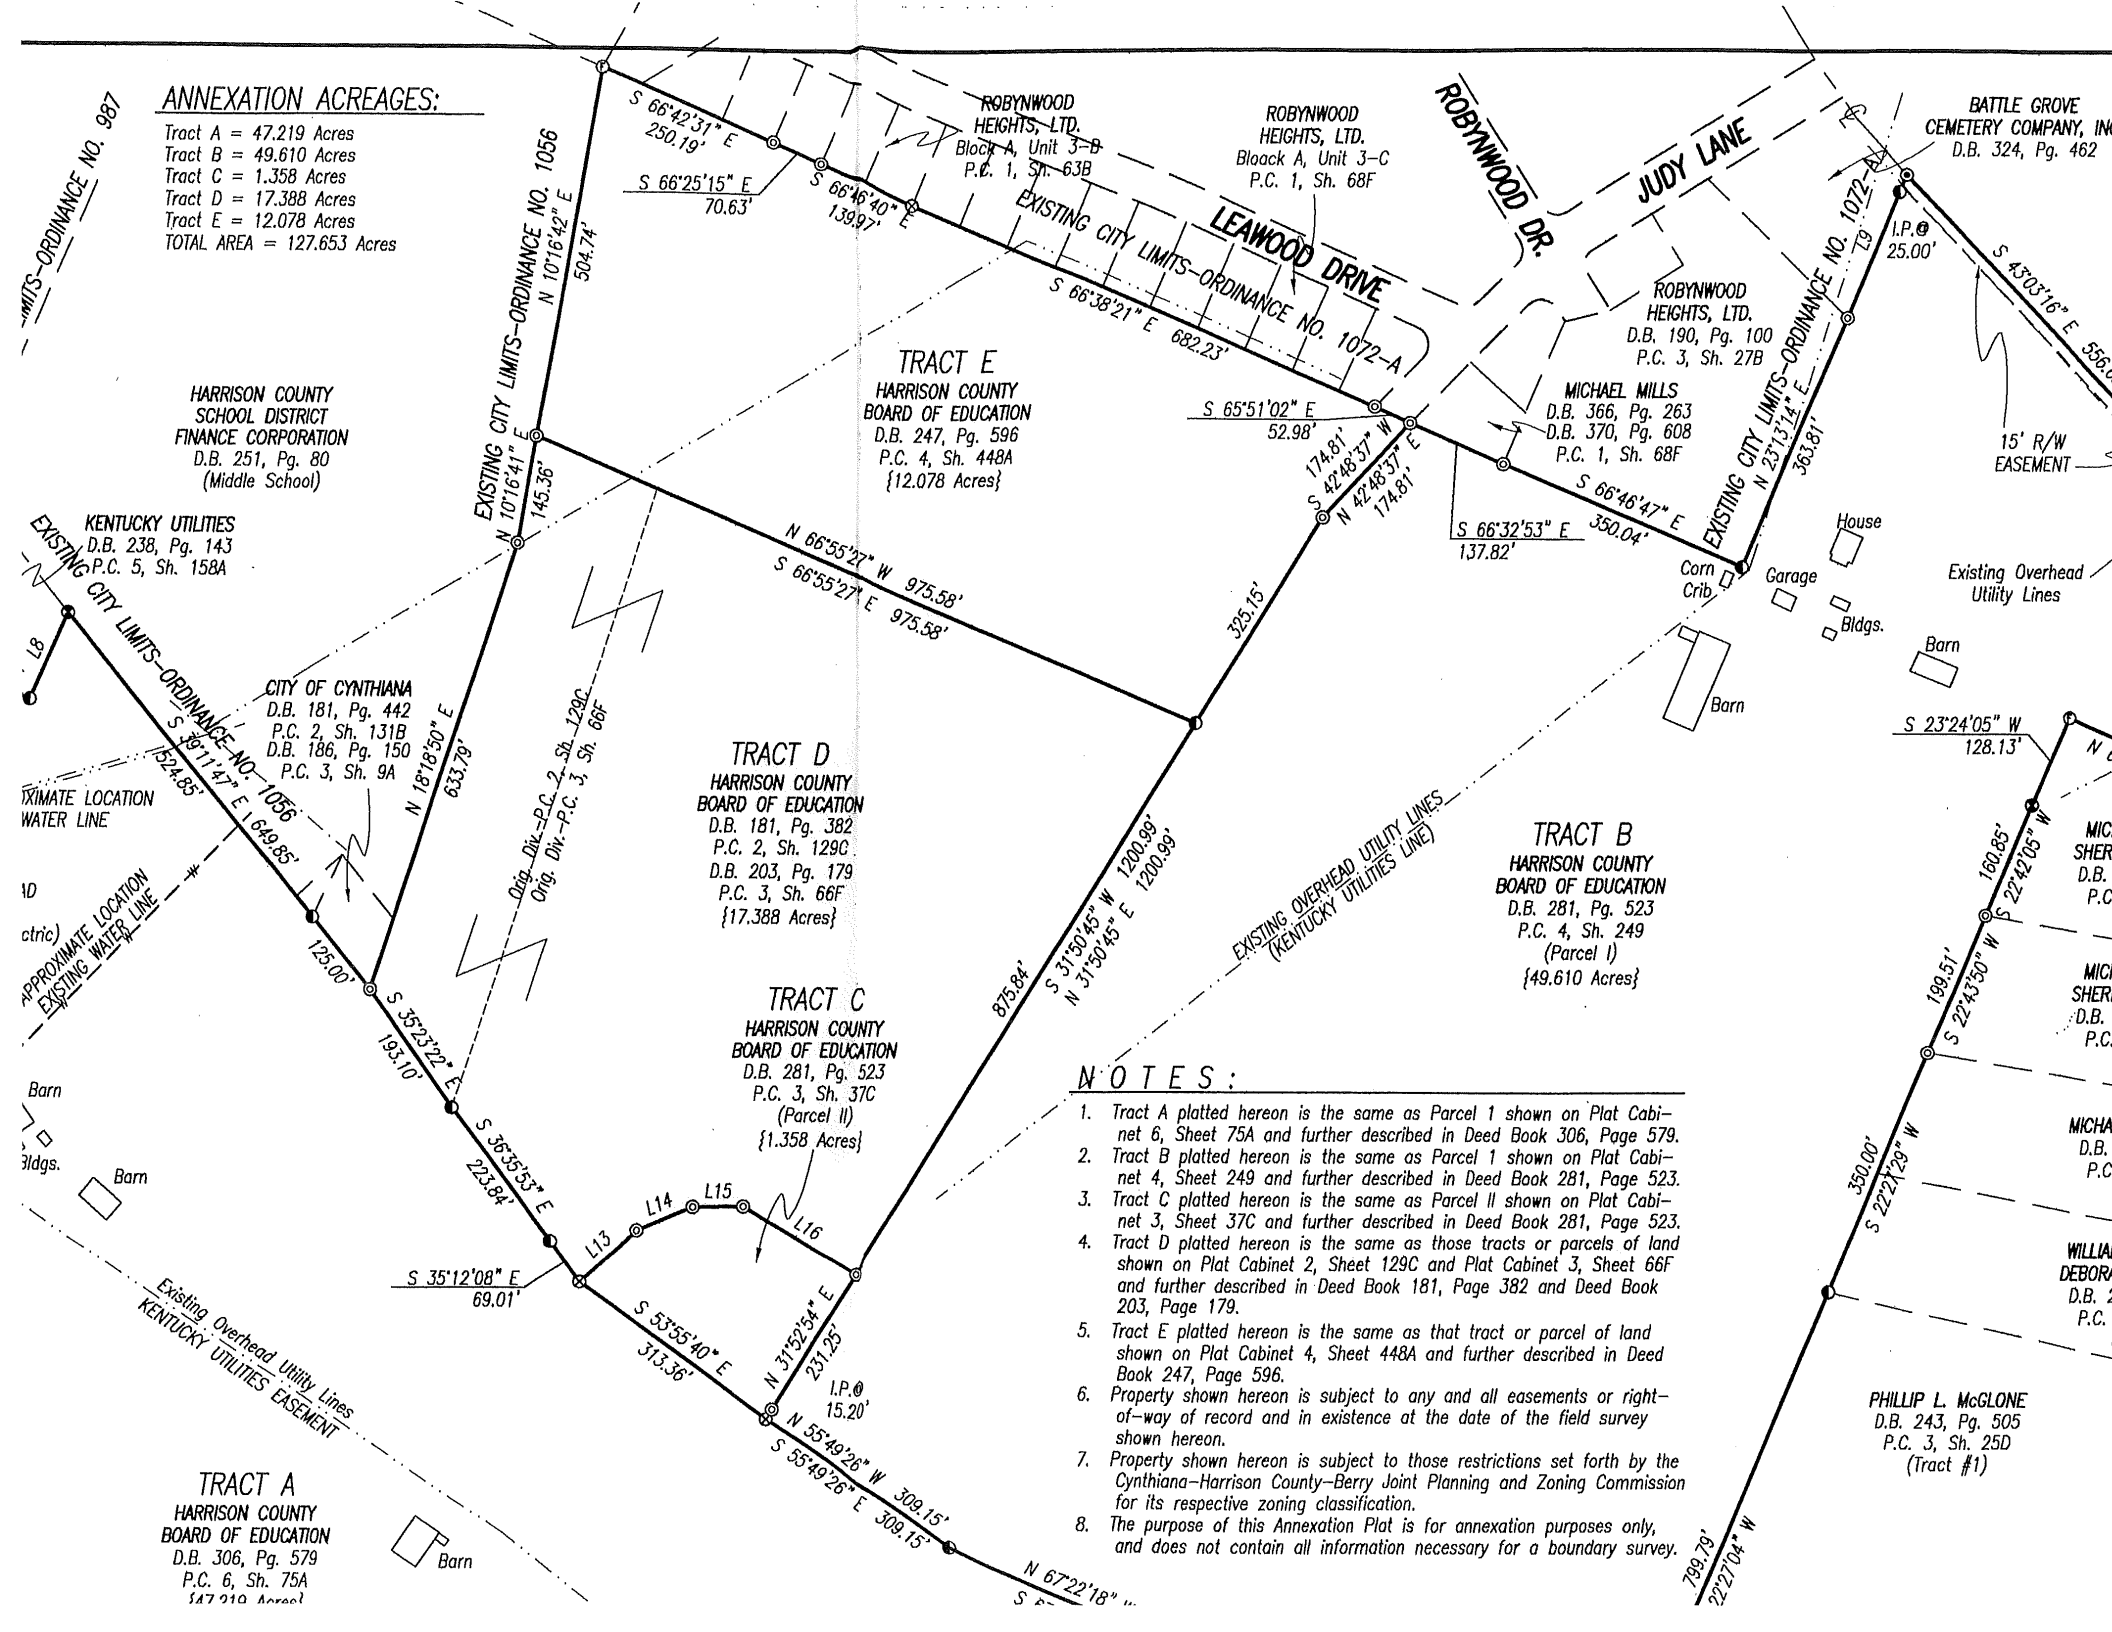 ANNEXATION ACREAGES:
Tract A = 47.219 Acres
Tract B = 49.610 Acres
Tract C = 1.358 Acres
Tract D = 17.388 Acres
Tract E = 12.078 Acres
TOTAL AREA = 127.653 Acres
MITS-ORDINANCE NO. 987
HARRISON COUNTY
SCHOOL DISTRICT
FINANCE CORPORATION
D.B. 251, Pg. 80
(Middle School)
KENTUCKY UTILITIES
D.B. 238, Pg. 143
P.C. 5, Sh. 158A
L8
EXISTING CITY LIMITS-ORDINANCE NO. 1056
S 39°11'47" E 649.85'
1524.85'
125.00'
CITY OF CYNTHIANA
D.B. 181, Pg. 442
P.C. 2, Sh. 131B
D.B. 186, Pg. 150
P.C. 3, Sh. 9A
XIMATE LOCATION
WATER LINE
APPROXIMATE LOCATION
EXISTING WATER LINE
W
W
W
ctric)
Barn
Bldgs.
Barn
EXISTING CITY LIMITS-ORDINANCE NO. 1056
N 10°16'42" E
504.74'
N 10°16'41" E
145.36'
N 18°18'50" E
633.79'
S 66°42'31" E
250.19'
S 66°25'15" E
70.63'
S 66°46'40" E
139.97'
ROBYNWOOD
HEIGHTS, LTD.
Bloack A, Unit 3-B
P.C. 1, Sh. 63B
ROBYNWOOD
HEIGHTS, LTD.
Bloack A, Unit 3-C
P.C. 1, Sh. 68F
EXISTING CITY LIMITS-ORDINANCE NO. 1072-A
LEAWOOD DRIVE
S 66°38'21" E 682.23'
ROBYNWOOD DR.
JUDY LANE
BATTLE GROVE
CEMETERY COMPANY, INC
D.B. 324, Pg. 462
EXISTING CITY LIMITS-ORDINANCE NO. 1072-A
L9
I.P.@
25.00'
S 43°03'16" E
556.0
15' R/W
EASEMENT
N 23°13'14" E
363.81'
ROBYNWOOD
HEIGHTS, LTD.
D.B. 190, Pg. 100
P.C. 3, Sh. 27B
MICHAEL MILLS
D.B. 366, Pg. 263
D.B. 370, Pg. 608
P.C. 1, Sh. 68F
S 65°51'02" E
52.98'
174.81'
S 42°48'37" W
N 42°48'37" E
174.81'
S 66°32'53" E
137.82'
S 66°46'47" E
350.04'
TRACT E
HARRISON COUNTY
BOARD OF EDUCATION
D.B. 247, Pg. 596
P.C. 4, Sh. 448A
{12.078 Acres}
N 66°55'27" W 975.58'
S 66°55'27" E 975.58'
325.15'
Corn
Crib
Garage
House
Bldgs.
Barn
Barn
Existing Overhead
Utility Lines
Orig. Div.-P.C. 2, Sh. 129C
Orig. Div.-P.C. 3, Sh. 66F
TRACT D
HARRISON COUNTY
BOARD OF EDUCATION
D.B. 181, Pg. 382
P.C. 2, Sh. 129C
D.B. 203, Pg. 179
P.C. 3, Sh. 66F
{17.388 Acres}
875.84'
S 31°50'45" W 1200.99'
N 31°50'45" E 1200.99'
EXISTING OVERHEAD UTILITY LINES
(KENTUCKY UTILITIES LINE)
TRACT B
HARRISON COUNTY
BOARD OF EDUCATION
D.B. 281, Pg. 523
P.C. 4, Sh. 249
(Parcel I)
{49.610 Acres}
S 23°24'05" W
128.13'
160.85'
S 22°42'05" W
199.51'
S 22°43'50" W
350.00'
S 22°27'29" W
799.79'
22°27'04" W
MIC
SHER
D.B.
P.C
MICH
SHERI
D.B.
P.C.
MICHA
D.B.
P.C
WILLIA
DEBORA
D.B. 2
P.C.
PHILLIP L. McGLONE
D.B. 243, Pg. 505
P.C. 3, Sh. 25D
(Tract #1)
TRACT C
HARRISON COUNTY
BOARD OF EDUCATION
D.B. 281, Pg. 523
P.C. 3, Sh. 37C
(Parcel II)
{1.358 Acres}
S 35°23'22" E
193.10'
S 36°35'53" E
223.84'
S 35°12'08" E
69.01'
L13
L14
L15
L16
S 53°55'40" E
313.36'
N 31°52'54" E
231.25'
I.P.@
15.20'
N 55°49'26" W 309.15'
S 55°49'26" E 309.15'
N 67°22'18" W
Existing Overhead Utility Lines
KENTUCKY UTILITIES EASEMENT
TRACT A
HARRISON COUNTY
BOARD OF EDUCATION
D.B. 306, Pg. 579
P.C. 6, Sh. 75A
{47.219 Acres}
Barn
NOTES:
1. Tract A platted hereon is the same as Parcel 1 shown on Plat Cabi-
net 6, Sheet 75A and further described in Deed Book 306, Page 579.
2. Tract B platted hereon is the same as Parcel 1 shown on Plat Cabi-
net 4, Sheet 249 and further described in Deed Book 281, Page 523.
3. Tract C platted hereon is the same as Parcel II shown on Plat Cabi-
net 3, Sheet 37C and further described in Deed Book 281, Page 523.
4. Tract D platted hereon is the same as those tracts or parcels of land
shown on Plat Cabinet 2, Sheet 129C and Plat Cabinet 3, Sheet 66F
and further described in Deed Book 181, Page 382 and Deed Book
203, Page 179.
5. Tract E platted hereon is the same as that tract or parcel of land
shown on Plat Cabinet 4, Sheet 448A and further described in Deed
Book 247, Page 596.
6. Property shown hereon is subject to any and all easements or right-
of-way of record and in existence at the date of the field survey
shown hereon.
7. Property shown hereon is subject to those restrictions set forth by the
Cynthiana-Harrison County-Berry Joint Planning and Zoning Commission
for its respective zoning classification.
8. The purpose of this Annexation Plat is for annexation purposes only,
and does not contain all information necessary for a boundary survey.